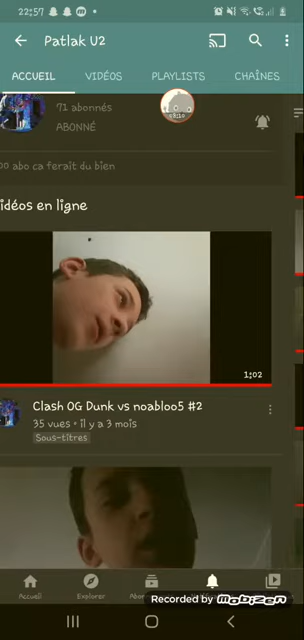 22:57
Patlak U2
ACCUEIL VIDÉOS PLAYLISTS CHAÎNES
71 abonnés
03:10
ABONNÉ
00 abo ca ferait du bien
idéos en ligne
1:02
Clash OG Dunk vs noabloo5 #2
35 vues • il y a 3 mois
Sous-titres
Accueil Explorer
Recorded by MOBIZEN